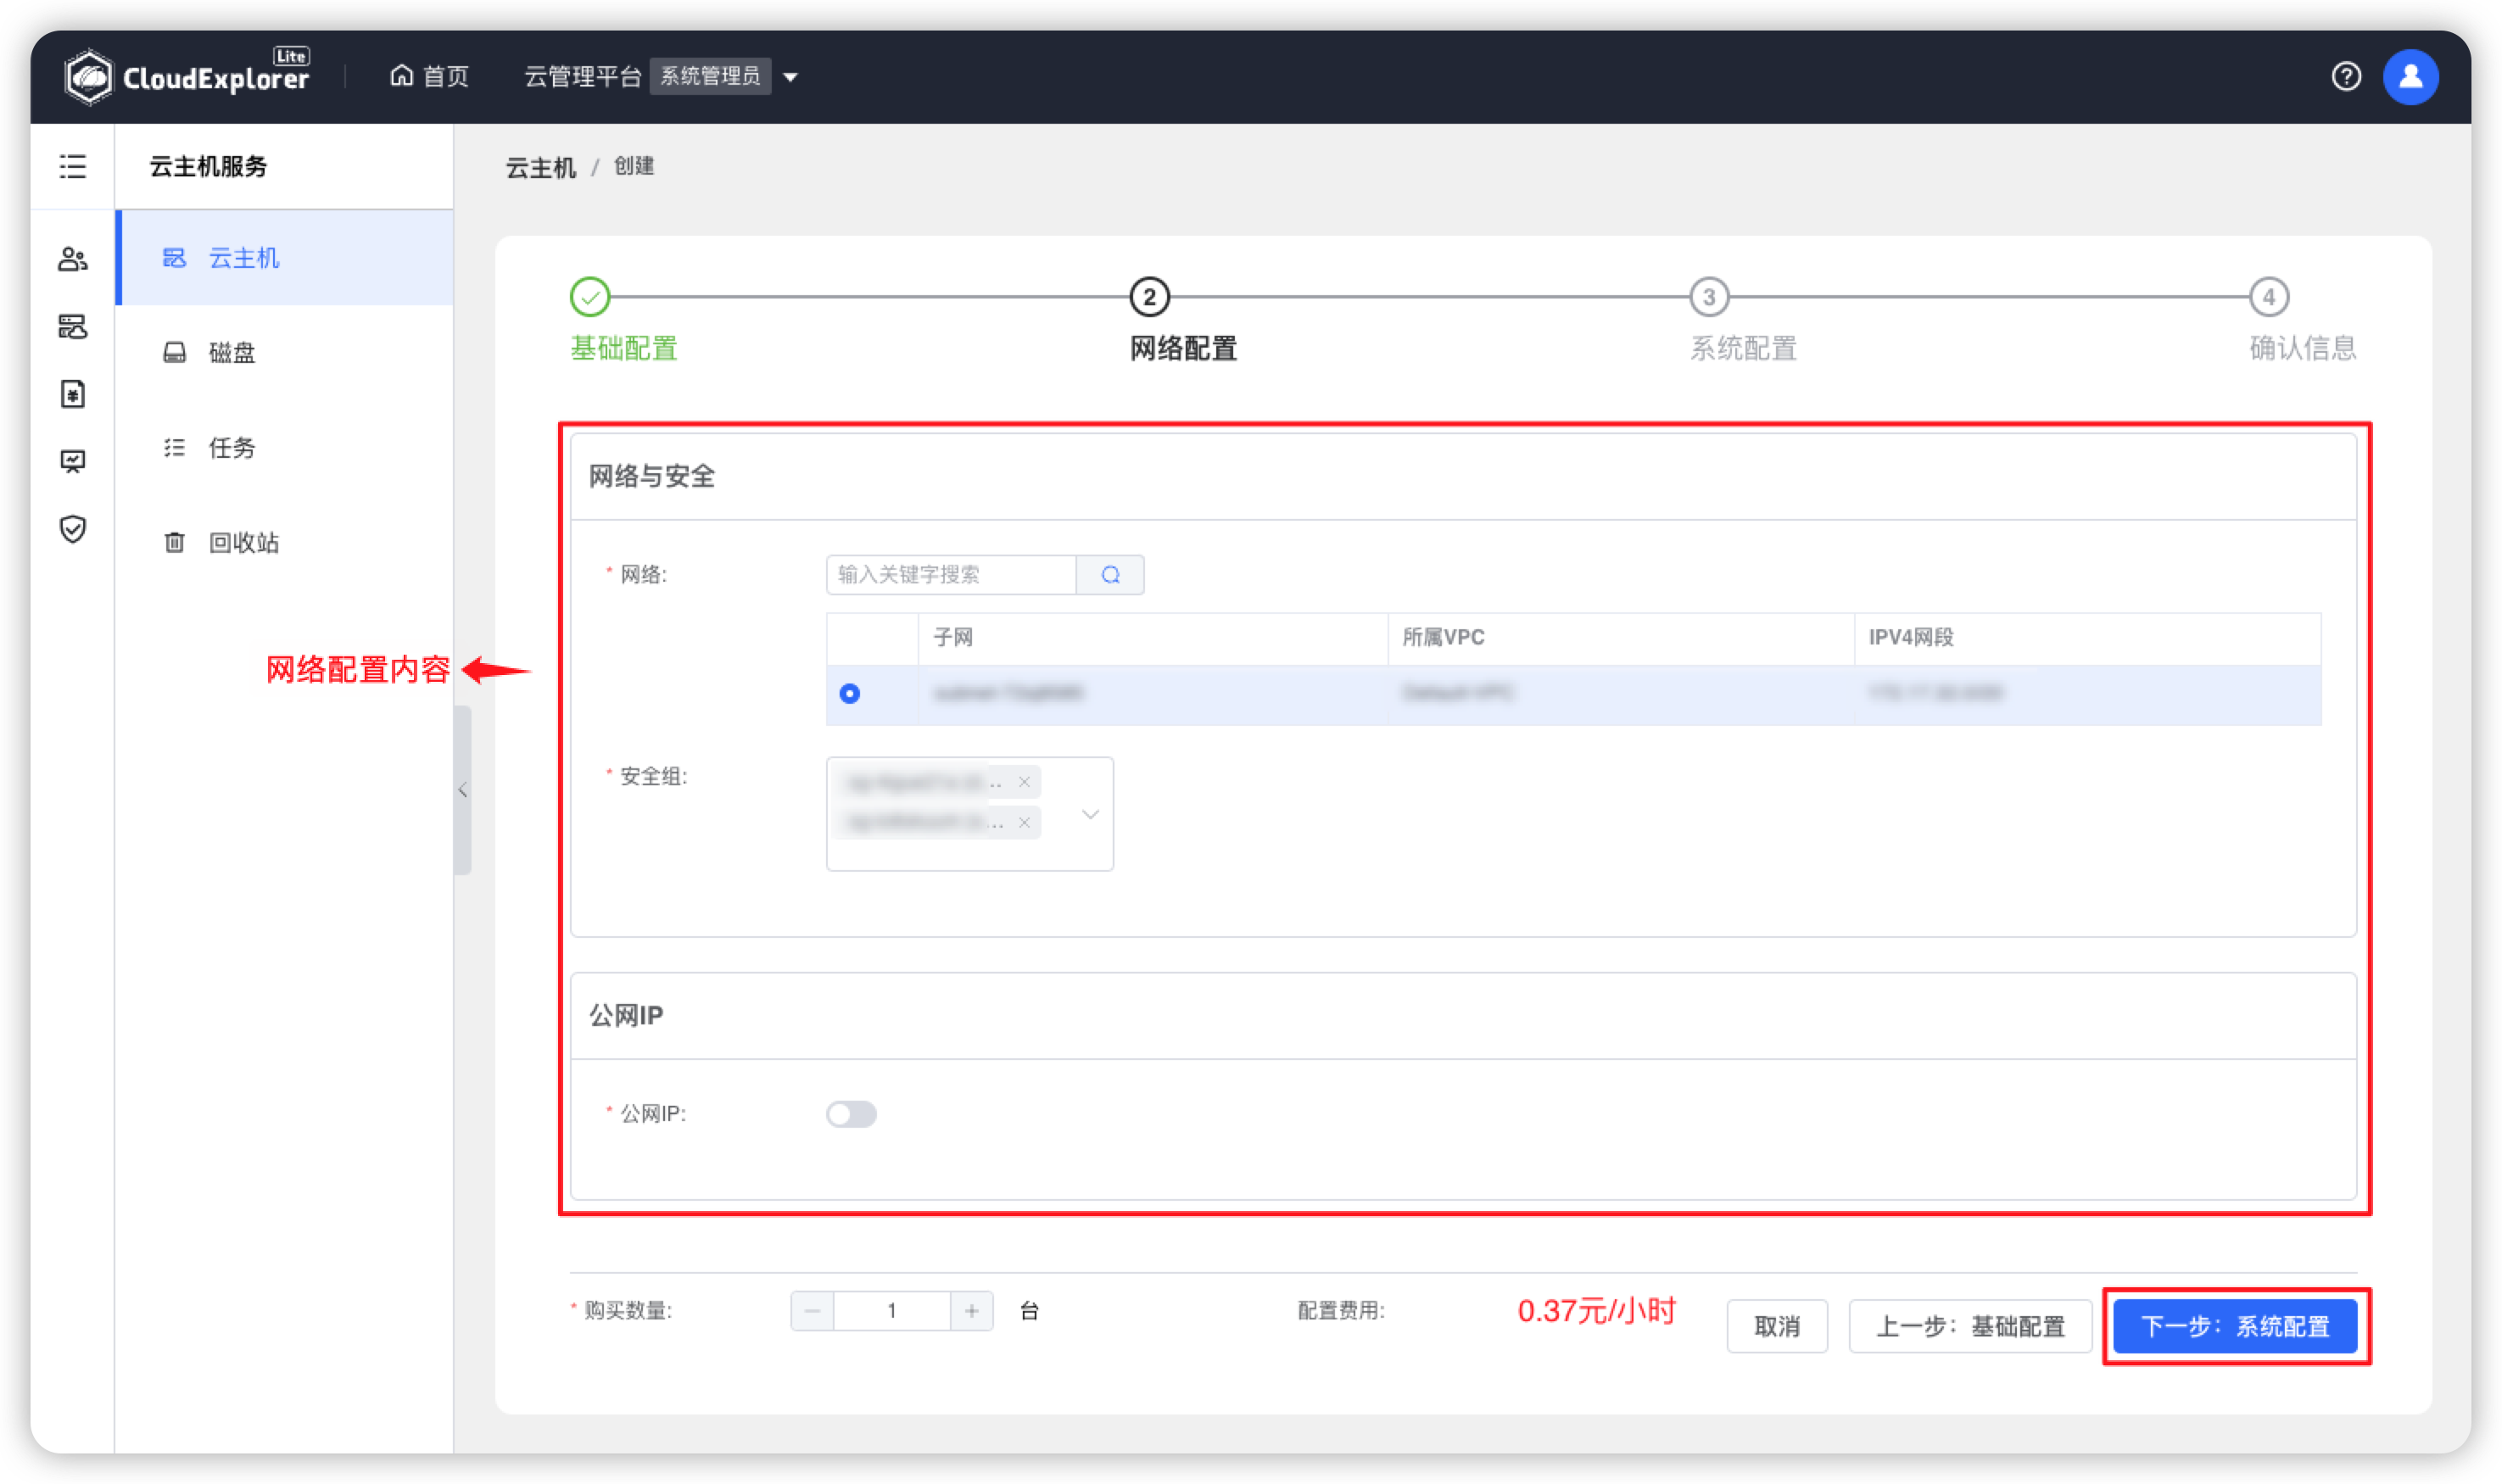 CloudExplorer Lite
首页
云管理平台 系统管理员
云主机服务
云主机
磁盘
任务
回收站
云主机 / 创建
基础配置
2
网络配置
3
系统配置
4
确认信息
网络配置内容
网络与安全
* 网络:
输入关键字搜索
子网 所属VPC IPV4网段
* 安全组:
公网IP
* 公网IP:
* 购买数量: 1 台
配置费用: 0.37元/小时
取消
上一步：基础配置
下一步：系统配置